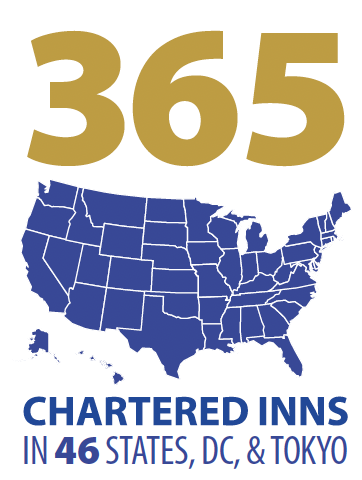 365
CHARTERED INNS
IN 46 STATES, DC, & TOKYO